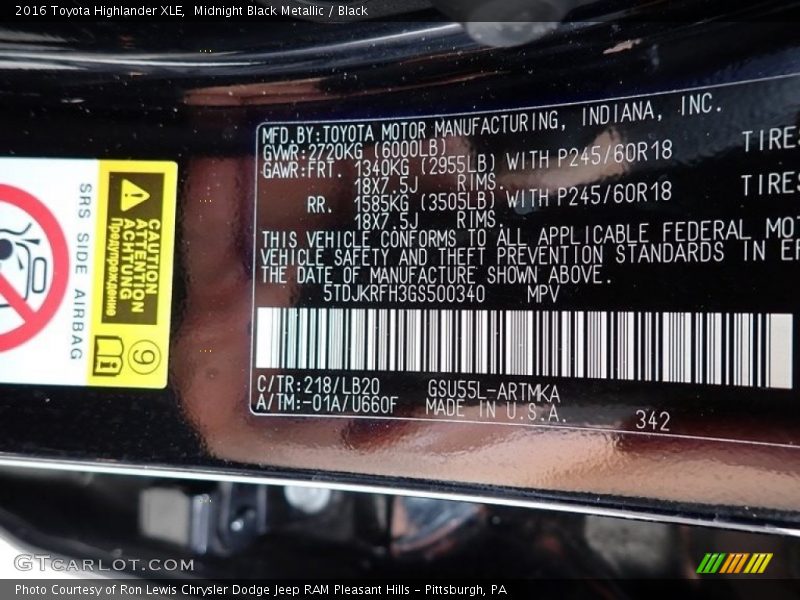 2016 Toyota Highlander XLE, Midnight Black Metallic / Black
MFD.BY:TOYOTA MOTOR MANUFACTURING, INDIANA, INC.
GVWR:2720KG (6000LB)
GAWR:FRT. 1340KG (2955LB) WITH P245/60R18 TIRES
18X7.5J RIMS.
RR. 1585KG (3505LB) WITH P245/60R18 TIRES
18X7.5J RIMS.
THIS VEHICLE CONFORMS TO ALL APPLICABLE FEDERAL MOT
VEHICLE SAFETY AND THEFT PREVENTION STANDARDS IN EF
THE DATE OF MANUFACTURE SHOWN ABOVE.
5TDJKRFH3GS500340 MPV
C/TR:218/LB20 GSU55L-ARTMKA
A/TM:-01A/U660F MADE IN U.S.A. 342
CAUTION
ATTENTION
ACHTUNG
Предупреждение
SRS SIDE AIRBAG
9
GTCARLOT.COM
Photo Courtesy of Ron Lewis Chrysler Dodge Jeep RAM Pleasant Hills - Pittsburgh, PA